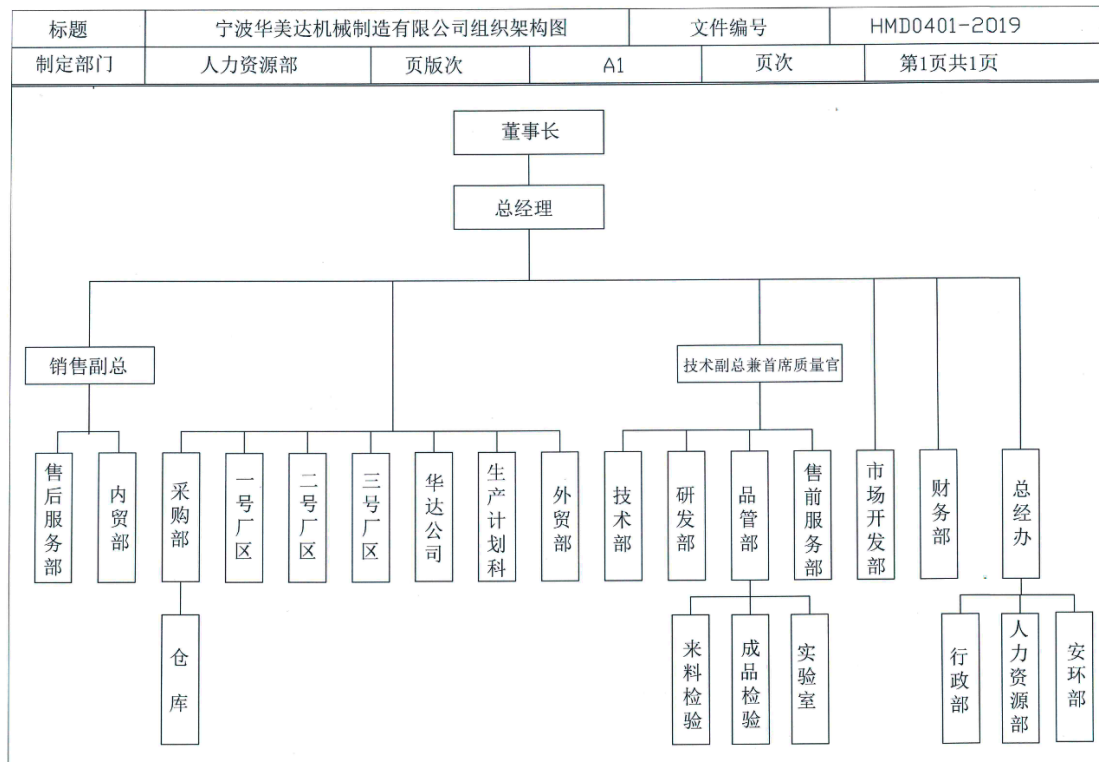 标题 宁波华美达机械制造有限公司组织架构图 文件编号 HMD0401-2019
制定部门 人力资源部 页版次 A1 页次 第1页共1页
董事长
总经理
销售副总
技术副总兼首席质量官
售后服务部
内贸部
采购部
一号厂区
二号厂区
三号厂区
华达公司
生产计划科
外贸部
技术部
研发部
品管部
售前服务部
市场开发部
财务部
总经办
仓库
来料检验
成品检验
实验室
行政部
人力资源部
安环部